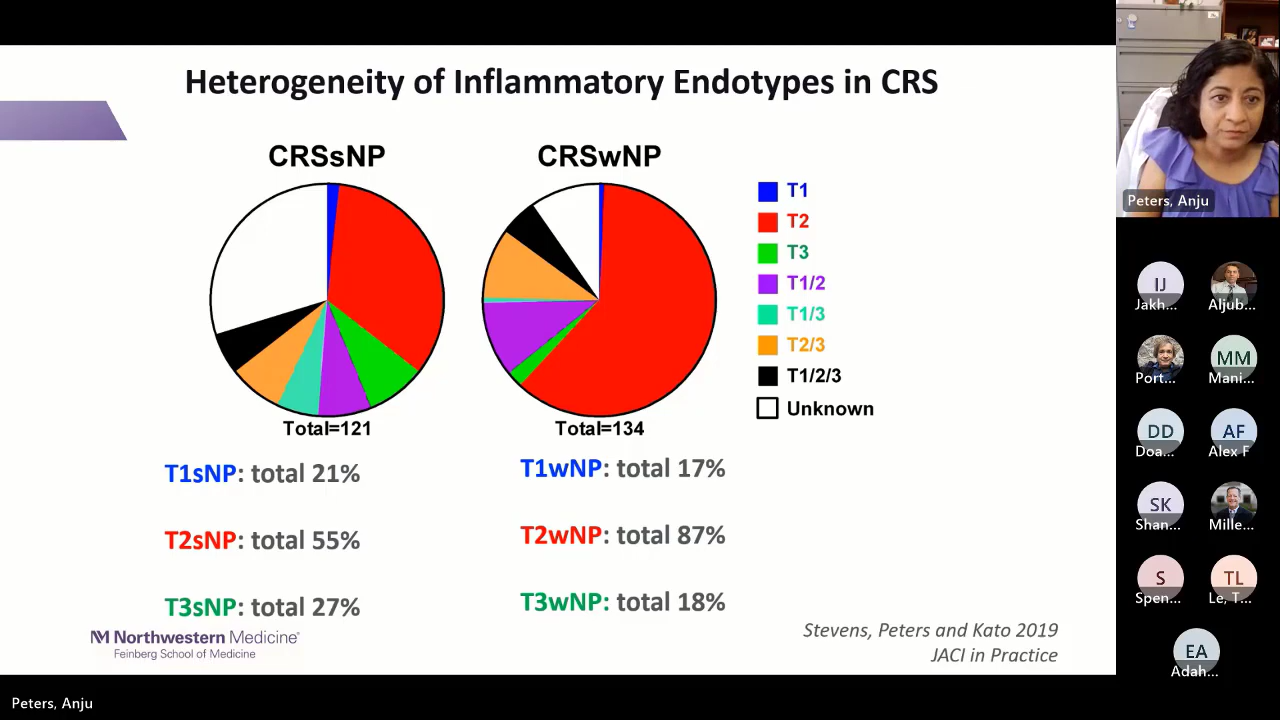 Heterogeneity of Inflammatory Endotypes in CRS
CRSsNP
CRSwNP
T1
T2
T3
T1/2
T1/3
T2/3
T1/2/3
Unknown
Total=121
Total=134
T1sNP: total 21%
T2sNP: total 55%
T3sNP: total 27%
T1wNP: total 17%
T2wNP: total 87%
T3wNP: total 18%
Northwestern Medicine®
Feinberg School of Medicine
Stevens, Peters and Kato 2019
JACI in Practice
Peters, Anju
IJ
Jakh...
Aljub...
Port...
MM
Mani...
DD
Doa...
AF
Alex F
SK
Shan...
Mille...
S
Spen...
TL
Le, T...
EA
Adah...
Peters, Anju